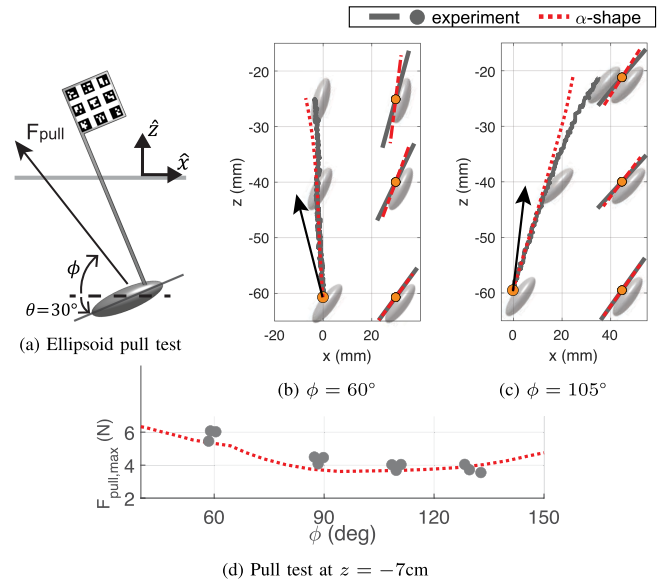 experiment α-shape
F_pull
ẑ
x̂
ϕ
θ=30°
(a) Ellipsoid pull test
-20
-30
-40
-50
-60
z (mm)
-20 0 20 40
x (mm)
(b) ϕ = 60°
-20
-30
-40
-50
-60
z (mm)
0 20 40
x (mm)
(c) ϕ = 105°
F_pull,max (N)
6
4
2
60 90 120 150
ϕ (deg)
(d) Pull test at z = −7cm